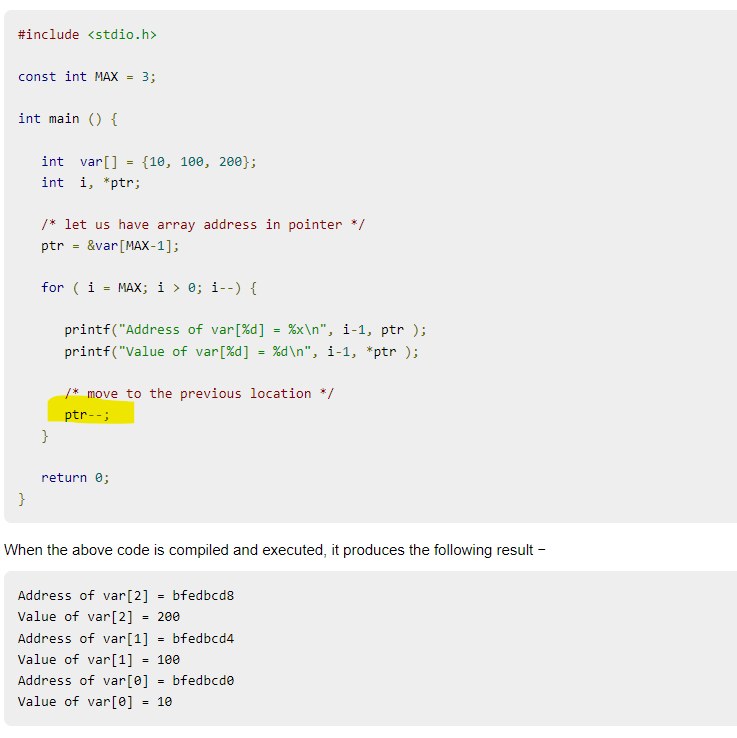 #include <stdio.h>
const int MAX = 3;
int main () {
int  var[] = {10, 100, 200};
int  i, *ptr;
/* let us have array address in pointer */
ptr = &var[MAX-1];
for ( i = MAX; i > 0; i--) {
printf("Address of var[%d] = %x\n", i-1, ptr );
printf("Value of var[%d] = %d\n", i-1, *ptr );
/* move to the previous location */
ptr--;
}
return 0;
}
When the above code is compiled and executed, it produces the following result −
Address of var[2] = bfedbcd8
Value of var[2] = 200
Address of var[1] = bfedbcd4
Value of var[1] = 100
Address of var[0] = bfedbcd0
Value of var[0] = 10